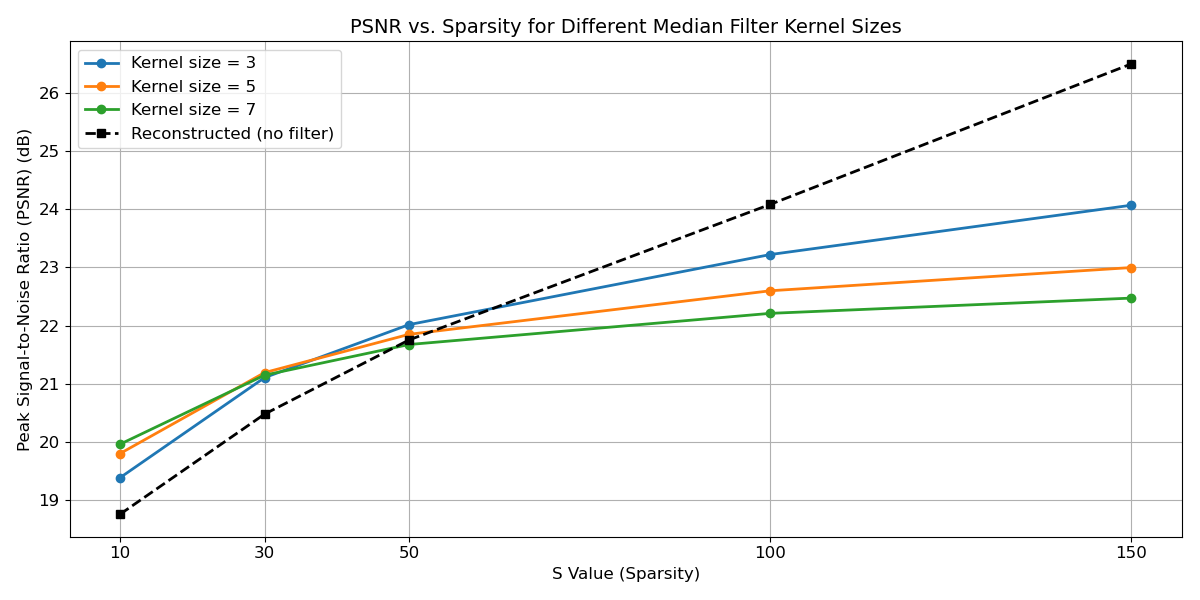 PSNR vs. Sparsity for Different Median Filter Kernel Sizes
Kernel size = 3
Kernel size = 5
Kernel size = 7
Reconstructed (no filter)
Peak Signal-to-Noise Ratio (PSNR) (dB)
26
25
24
23
22
21
20
19
10 30 50 100 150
S Value (Sparsity)